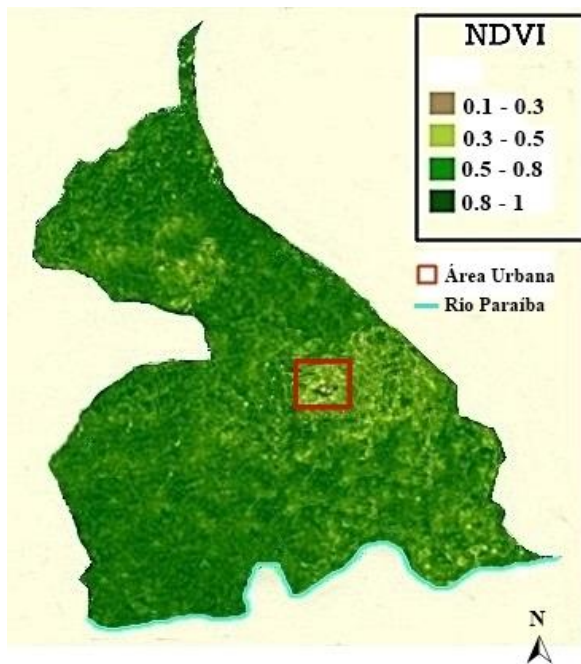 NDVI
0.1 - 0.3
0.3 - 0.5
0.5 - 0.8
0.8 - 1
Área Urbana
Rio Paraíba
N